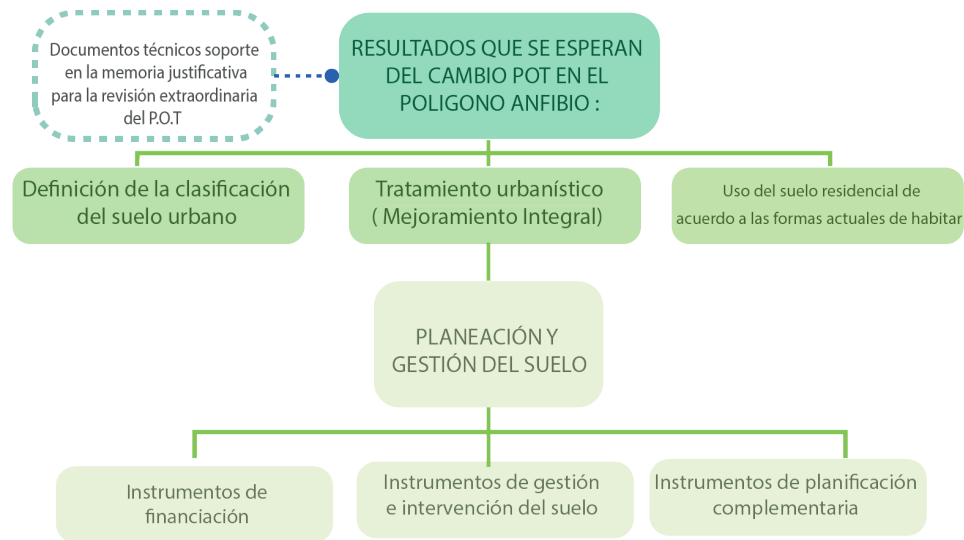 Documentos técnicos soporte
en la memoria justificativa
para la revisión extraordinaria
del P.O.T
RESULTADOS QUE SE ESPERAN
DEL CAMBIO POT EN EL
POLIGONO ANFIBIO :
Definición de la clasificación
del suelo urbano
Tratamiento urbanístico
( Mejoramiento Integral)
Uso del suelo residencial de
acuerdo a las formas actuales de habitar
PLANEACIÓN Y
GESTIÓN DEL SUELO
Instrumentos de
financiación
Instrumentos de gestión
e intervención del suelo
Instrumentos de planificación
complementaria